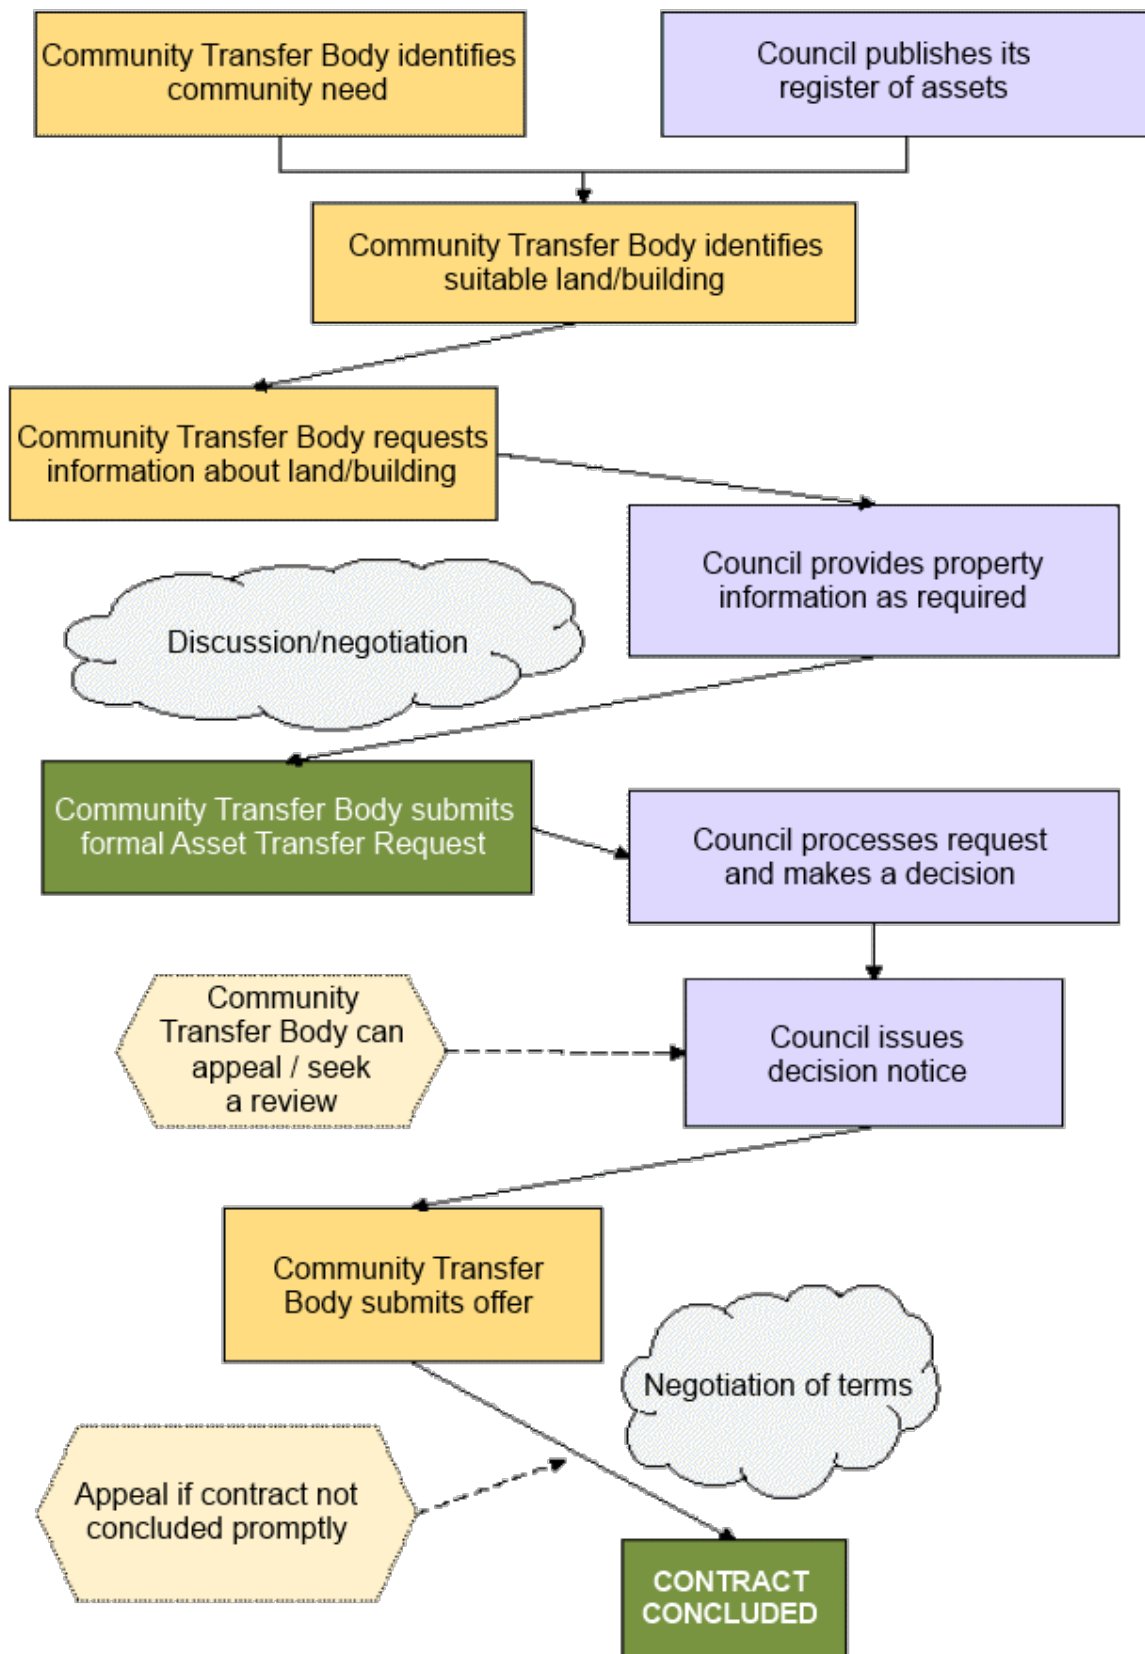 Community Transfer Body identifies
community need
Council publishes its
register of assets
Community Transfer Body identifies
suitable land/building
Community Transfer Body requests
information about land/building
Council provides property
information as required
Discussion/negotiation
Community Transfer Body submits
formal Asset Transfer Request
Council processes request
and makes a decision
Community
Transfer Body can
appeal / seek
a review
Council issues
decision notice
Community Transfer
Body submits offer
Negotiation of terms
Appeal if contract not
concluded promptly
CONTRACT
CONCLUDED